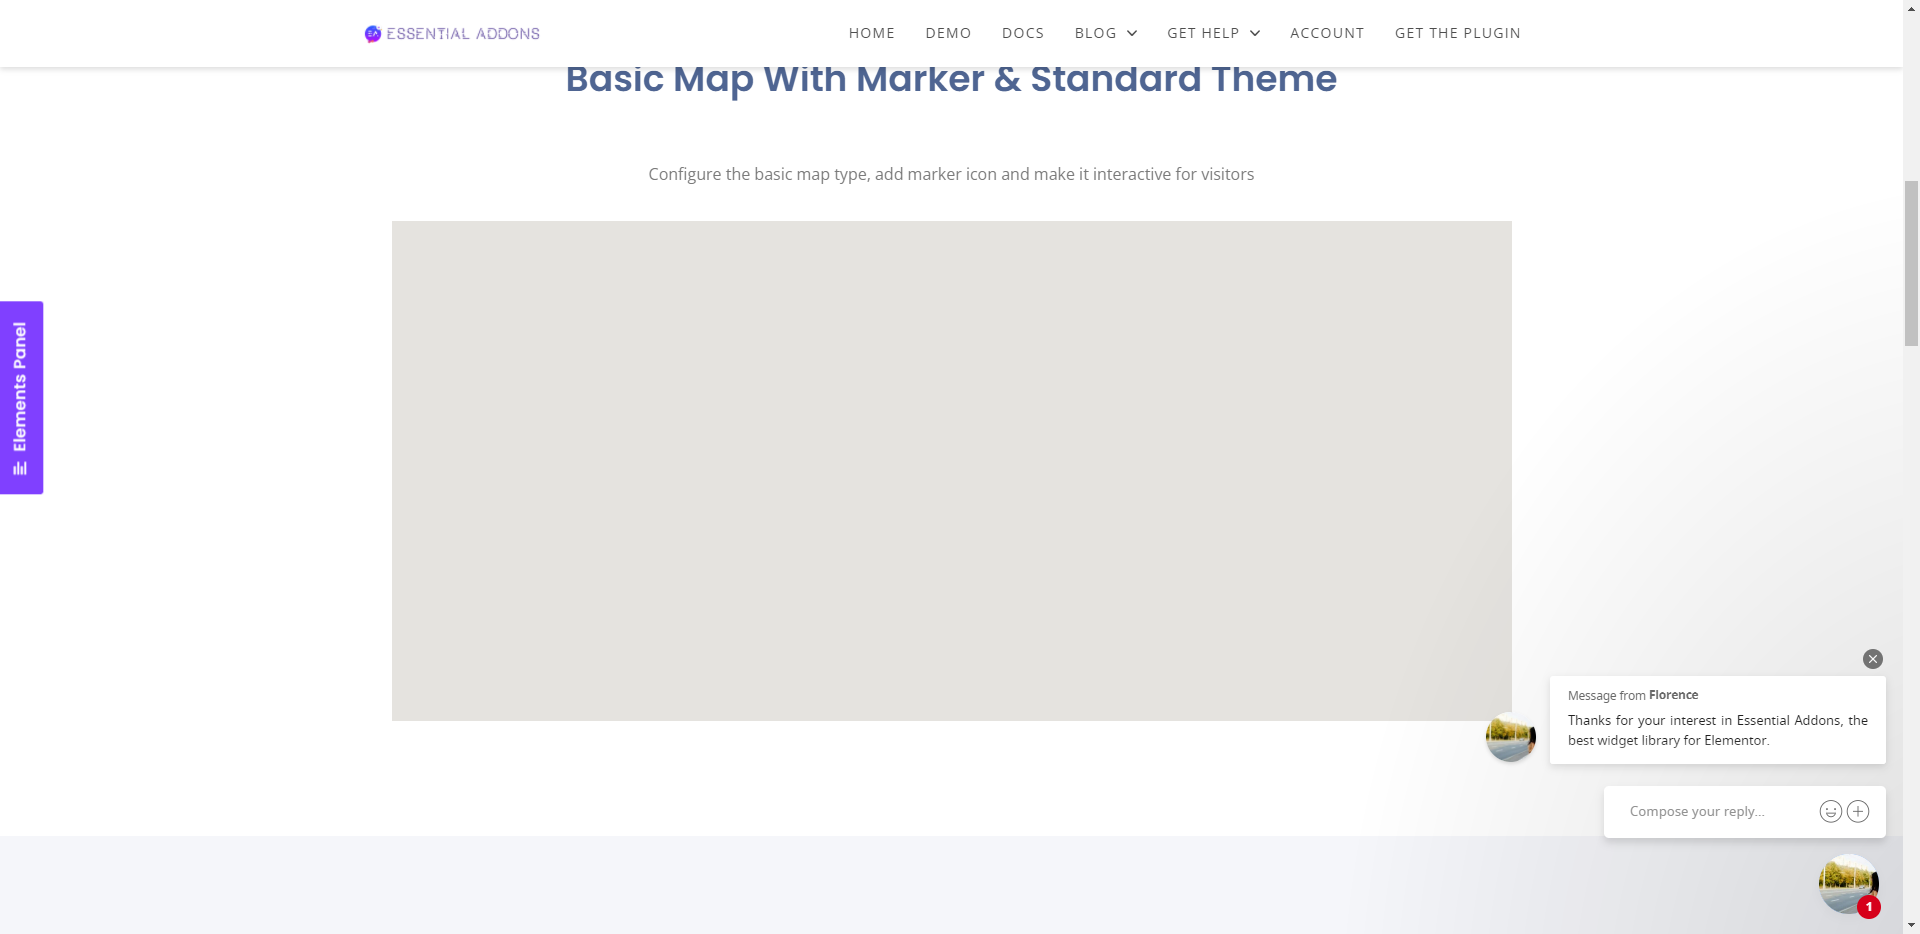 ESSENTIAL ADDONS
HOME
DEMO
DOCS
BLOG
GET HELP
ACCOUNT
GET THE PLUGIN
Basic Map With Marker & Standard Theme
Configure the basic map type, add marker icon and make it interactive for visitors
Elements Panel
Message from Florence
Thanks for your interest in Essential Addons, the
best widget library for Elementor.
Compose your reply...
1